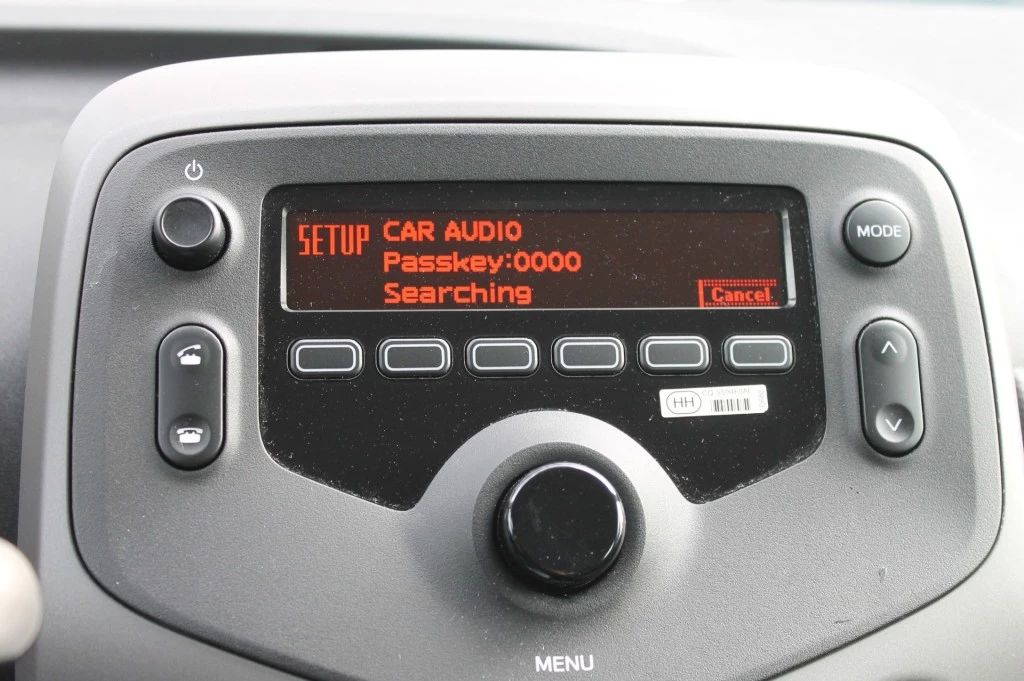 SETUP
CAR AUDIO
Passkey:0000
Searching
Cancel
MODE
HH
MENU